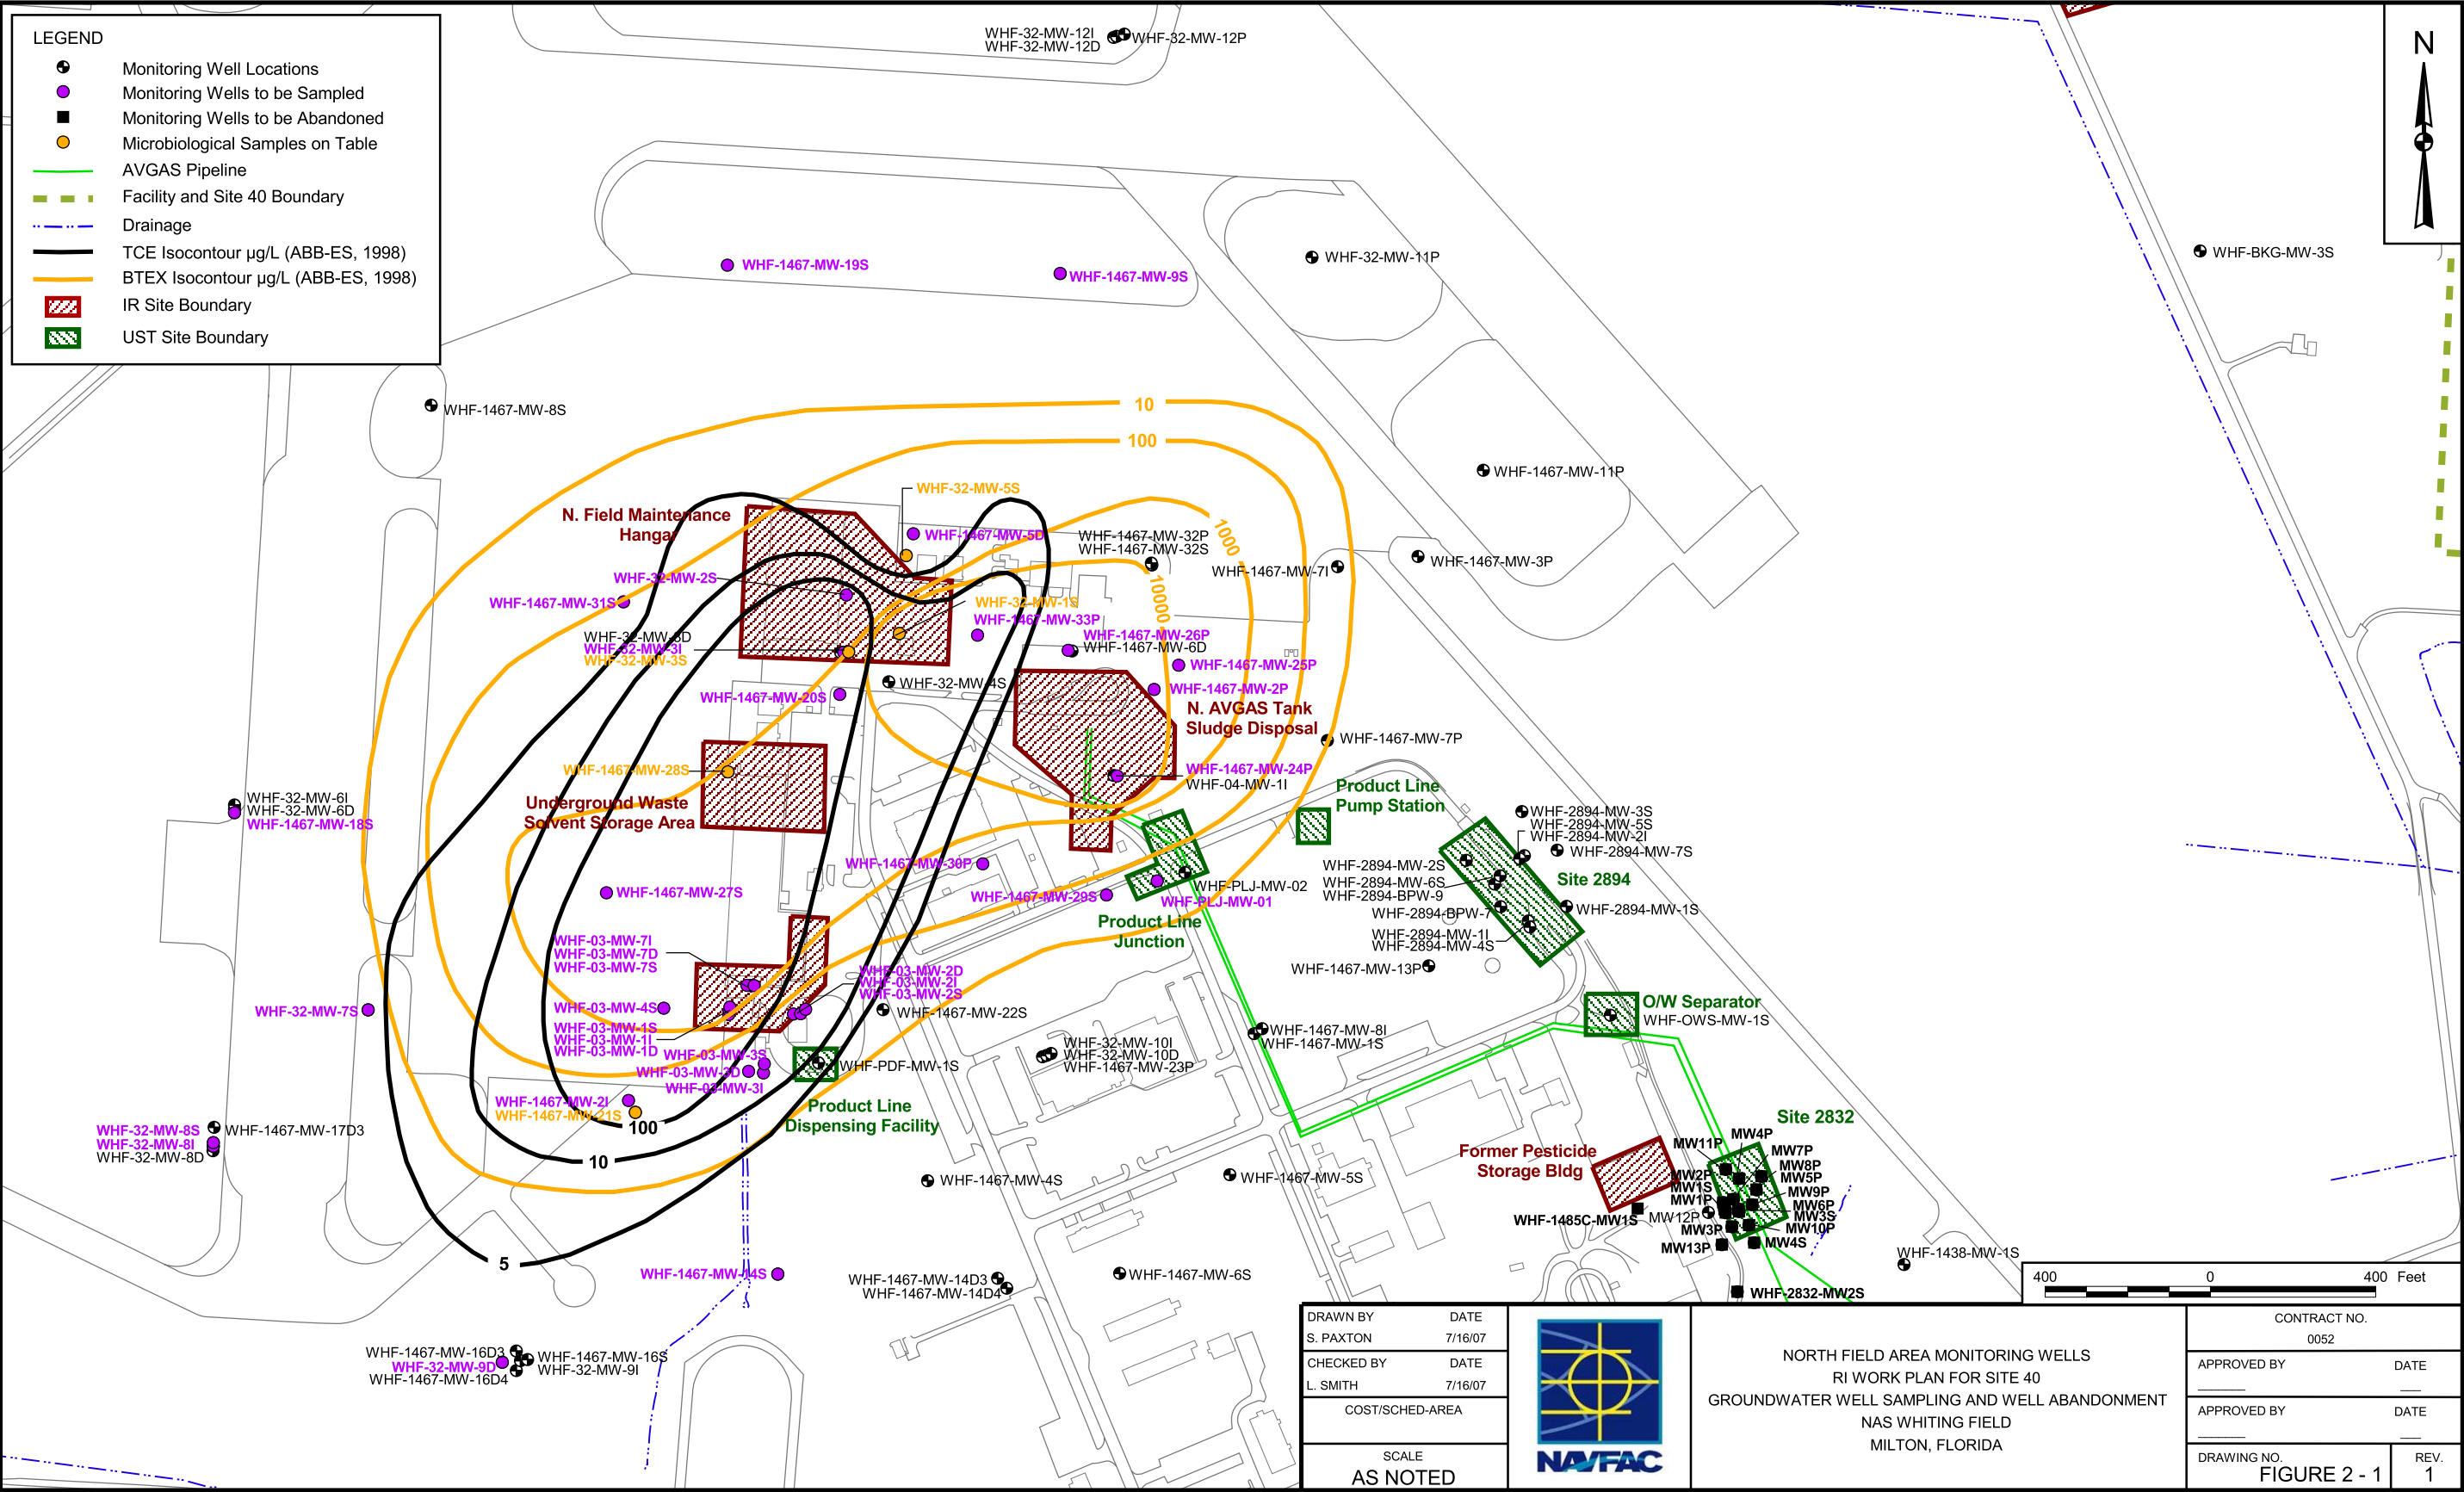 LEGEND
Monitoring Well Locations
Monitoring Wells to be Sampled
Monitoring Wells to be Abandoned
Microbiological Samples on Table
AVGAS Pipeline
Facility and Site 40 Boundary
Drainage
TCE Isocontour µg/L (ABB-ES, 1998)
BTEX Isocontour µg/L (ABB-ES, 1998)
IR Site Boundary
UST Site Boundary
N
WHF-32-MW-12I
WHF-32-MW-12D
WHF-32-MW-12P
WHF-1467-MW-19S
WHF-1467-MW-9S
WHF-32-MW-11P
WHF-BKG-MW-3S
WHF-1467-MW-8S
10
100
1000
10000
WHF-1467-MW-11P
WHF-32-MW-5S
N. Field Maintenance
Hangar
WHF-1467-MW-5D
WHF-1467-MW-32P
WHF-1467-MW-32S
WHF-1467-MW-7I
WHF-1467-MW-3P
WHF-32-MW-2S
WHF-1467-MW-31S
WHF-32-MW-1S
WHF-1467-MW-33P
WHF-32-MW-3D
WHF-32-MW-3I
WHF-32-MW-3S
WHF-1467-MW-26P
WHF-1467-MW-6D
WHF-1467-MW-25P
WHF-32-MW-4S
WHF-1467-MW-20S
WHF-1467-MW-2P
N. AVGAS Tank
Sludge Disposal
WHF-1467-MW-7P
WHF-1467-MW-28S
WHF-1467-MW-24P
WHF-04-MW-1I
Product Line
Pump Station
Underground Waste
Solvent Storage Area
WHF-32-MW-6I
WHF-32-MW-6D
WHF-1467-MW-18S
WHF-2894-MW-3S
WHF-2894-MW-5S
WHF-2894-MW-2I
WHF-2894-MW-7S
WHF-2894-MW-2S
WHF-2894-MW-6S
WHF-2894-BPW-9
Site 2894
WHF-2894-BPW-7
WHF-2894-MW-1S
WHF-2894-MW-1I
WHF-2894-MW-4S
WHF-1467-MW-13P
WHF-1467-MW-30P
WHF-1467-MW-29S
WHF-PLJ-MW-02
WHF-PLJ-MW-01
Product Line
Junction
WHF-1467-MW-27S
WHF-03-MW-7I
WHF-03-MW-7D
WHF-03-MW-7S
WHF-03-MW-2D
WHF-03-MW-2I
WHF-03-MW-2S
WHF-32-MW-7S
WHF-03-MW-4S
WHF-1467-MW-22S
WHF-03-MW-1S
WHF-03-MW-1I
WHF-03-MW-1D
WHF-03-MW-3S
WHF-03-MW-3D
WHF-03-MW-3I
WHF-PDF-MW-1S
WHF-32-MW-10I
WHF-32-MW-10D
WHF-1467-MW-23P
WHF-1467-MW-8I
WHF-1467-MW-1S
O/W Separator
WHF-OWS-MW-1S
WHF-1467-MW-2I
WHF-1467-MW-21S
100
10
5
Product Line
Dispensing Facility
WHF-32-MW-8S
WHF-32-MW-8I
WHF-32-MW-8D
WHF-1467-MW-17D3
WHF-1467-MW-4S
WHF-1467-MW-5S
Former Pesticide
Storage Bldg
Site 2832
MW4P
MW11P
MW7P
MW8P
MW2P
MW5P
MW1S
MW9P
MW1P
MW6P
MW12P
MW3S
MW3P
MW10P
MW13P
MW4S
WHF-1485C-MW1S
WHF-1438-MW-1S
WHF-2832-MW2S
WHF-1467-MW-14S
WHF-1467-MW-14D3
WHF-1467-MW-14D4
WHF-1467-MW-6S
WHF-1467-MW-16D3
WHF-32-MW-9D
WHF-1467-MW-16D4
WHF-1467-MW-16S
WHF-32-MW-9I
400 0 400 Feet
DRAWN BY DATE
S. PAXTON 7/16/07
CHECKED BY DATE
L. SMITH 7/16/07
COST/SCHED-AREA
SCALE
AS NOTED
NAVFAC
NORTH FIELD AREA MONITORING WELLS
RI WORK PLAN FOR SITE 40
GROUNDWATER WELL SAMPLING AND WELL ABANDONMENT
NAS WHITING FIELD
MILTON, FLORIDA
CONTRACT NO.
0052
APPROVED BY DATE
APPROVED BY DATE
DRAWING NO.
FIGURE 2 - 1
REV.
1